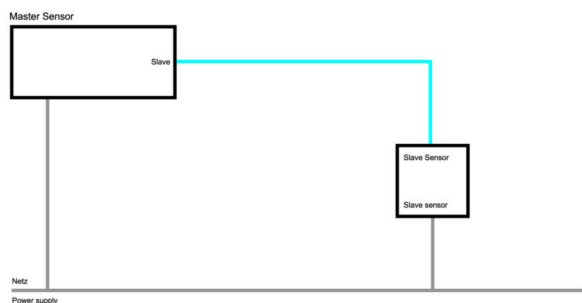 Master Sensor
Slave
Slave Sensor
Slave sensor
Netz
Power supply